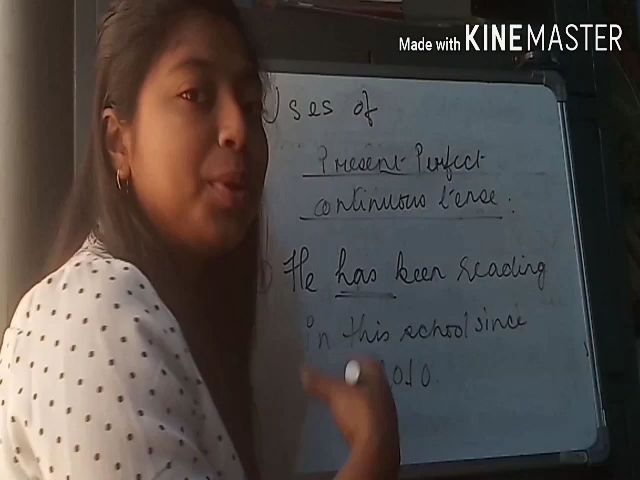 Made with KINEMASTER
Uses of
Present Perfect
continuous tense.
He has been reading
in this school since
2010.